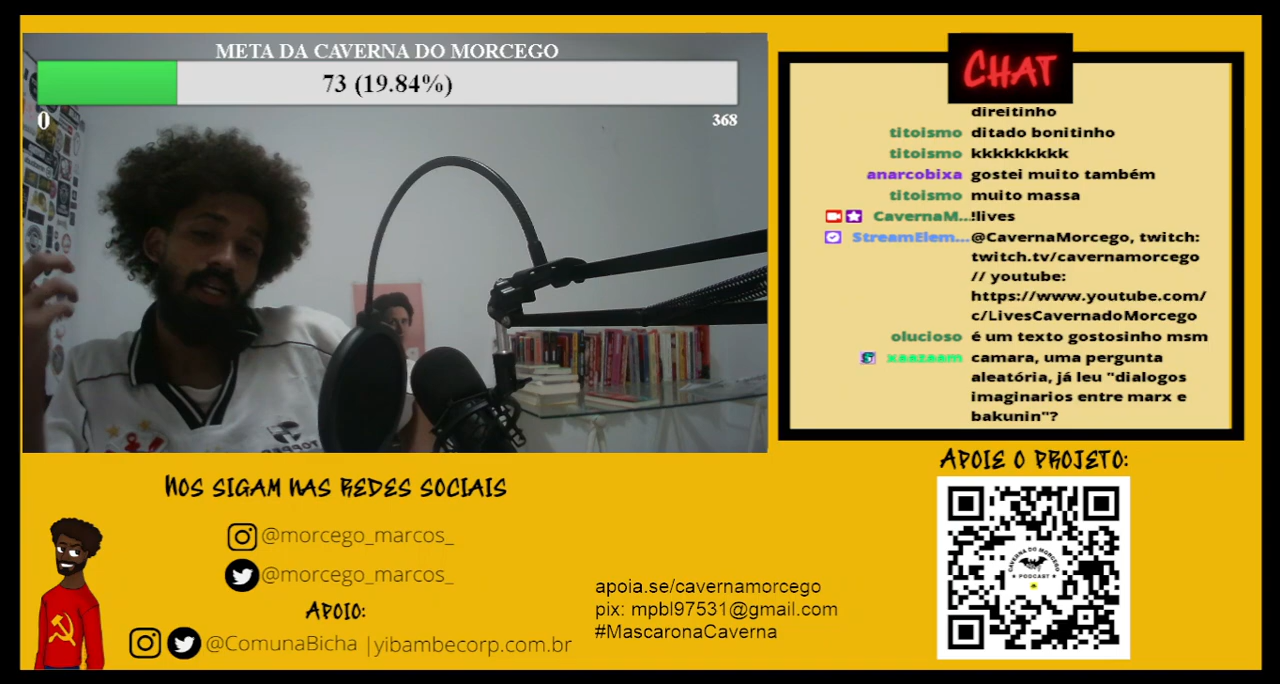 META DA CAVERNA DO MORCEGO
73 (19.84%)
0
368
CHAT
direitinho
titoismo ditado bonitinho
titoismo kkkkkkkkk
anarcobixa gostei muito também
titoismo muito massa
CavernaM...!lives
StreamElem...@CavernaMorcego, twitch:
twitch.tv/cavernamorcego
// youtube:
https://www.youtube.com/
c/LivesCavernadoMorcego
olucioso é um texto gostosinho msm
camara, uma pergunta
aleatória, já leu "dialogos
imaginarios entre marx e
bakunin"?
NOS SIGAM NAS REDES SOCIAIS
@morcego_marcos_
@morcego_marcos_
APOIO:
@ComunaBicha |yibambecorp.com.br
apoia.se/cavernamorcego
pix: mpbl97531@gmail.com
#MascaronaCaverna
APOIE O PROJETO:
CAVERNA DO MORCEGO
PODCAST